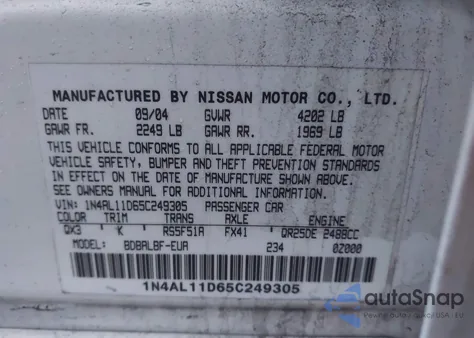 MANUFACTURED BY NISSAN MOTOR CO., LTD.
DATE 09/04 GVWR 4202 LB
GAWR FR. 2249 LB GAWR RR. 1969 LB
THIS VEHICLE CONFORMS TO ALL APPLICABLE FEDERAL MOTOR
VEHICLE SAFETY, BUMPER AND THEFT PREVENTION STANDARDS
IN EFFECT ON THE DATE OF MANUFACTURE SHOWN ABOVE.
SEE OWNERS MANUAL FOR ADDITIONAL INFORMATION
VIN: 1N4AL11D65C249305 PASSENGER CAR
COLOR TRIM TRANS AXLE ENGINE
QX3 K RS5F51A FX41 QR25DE 2488CC
MODEL: BDBALBF-EUA 234 0Z000
1N4AL11D65C249305
autoSnap